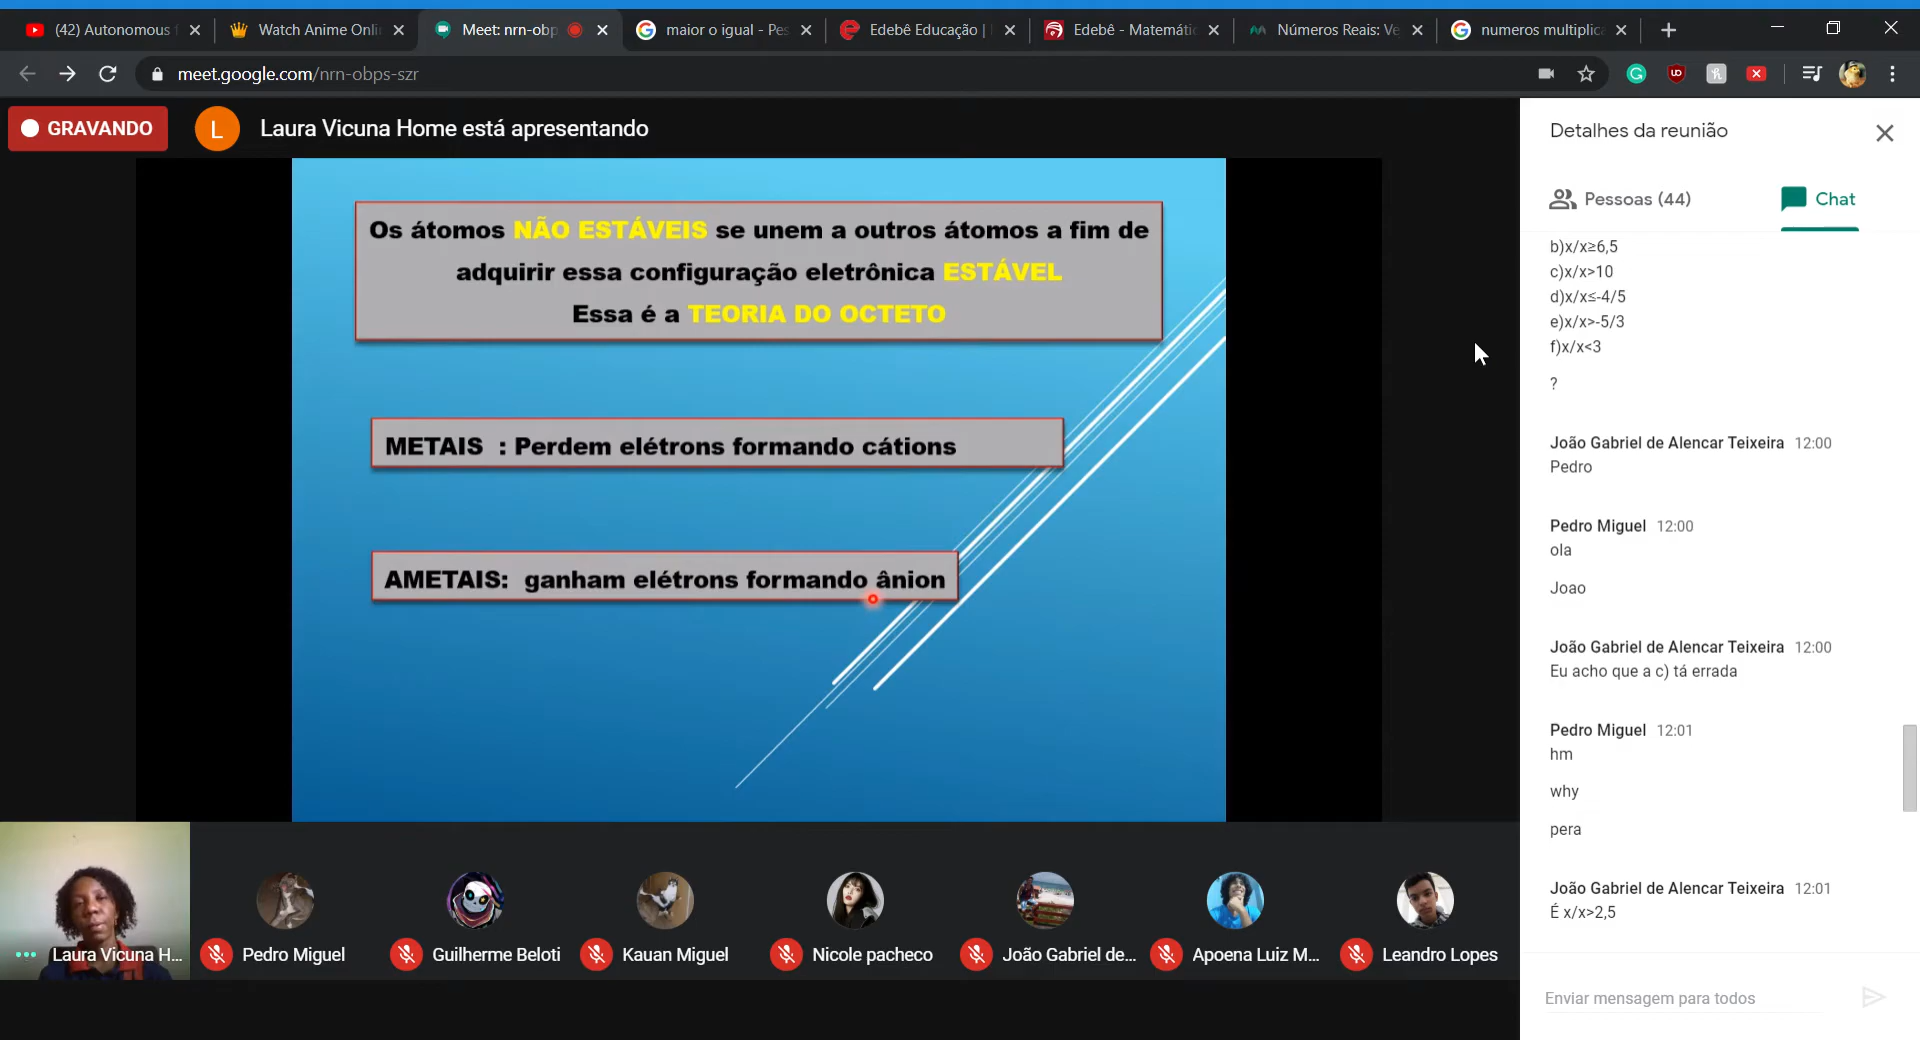 (42) Autonomous
Watch Anime Onli
Meet: nrn-obp
maior o igual - Pes
Edebê Educação |
Edebê - Matemátic
Números Reais: Ve
numeros multiplica
meet.google.com/nrn-obps-szr
GRAVANDO
L
Laura Vicuna Home está apresentando
Os átomos NÃO ESTÁVEIS se unem a outros átomos a fim de
adquirir essa configuração eletrônica ESTÁVEL
Essa é a TEORIA DO OCTETO
METAIS : Perdem elétrons formando cátions
AMETAIS: ganham elétrons formando ânion
Laura Vicuna H...
Pedro Miguel
Guilherme Beloti
Kauan Miguel
Nicole pacheco
João Gabriel de...
Apoena Luiz M...
Leandro Lopes
Detalhes da reunião
Pessoas (44)
Chat
b)x/x≥6,5
c)x/x>10
d)x/x≤-4/5
e)x/x>-5/3
f)x/x<3
?
João Gabriel de Alencar Teixeira 12:00
Pedro
Pedro Miguel 12:00
ola
Joao
João Gabriel de Alencar Teixeira 12:00
Eu acho que a c) tá errada
Pedro Miguel 12:01
hm
why
pera
João Gabriel de Alencar Teixeira 12:01
É x/x>2,5
Enviar mensagem para todos